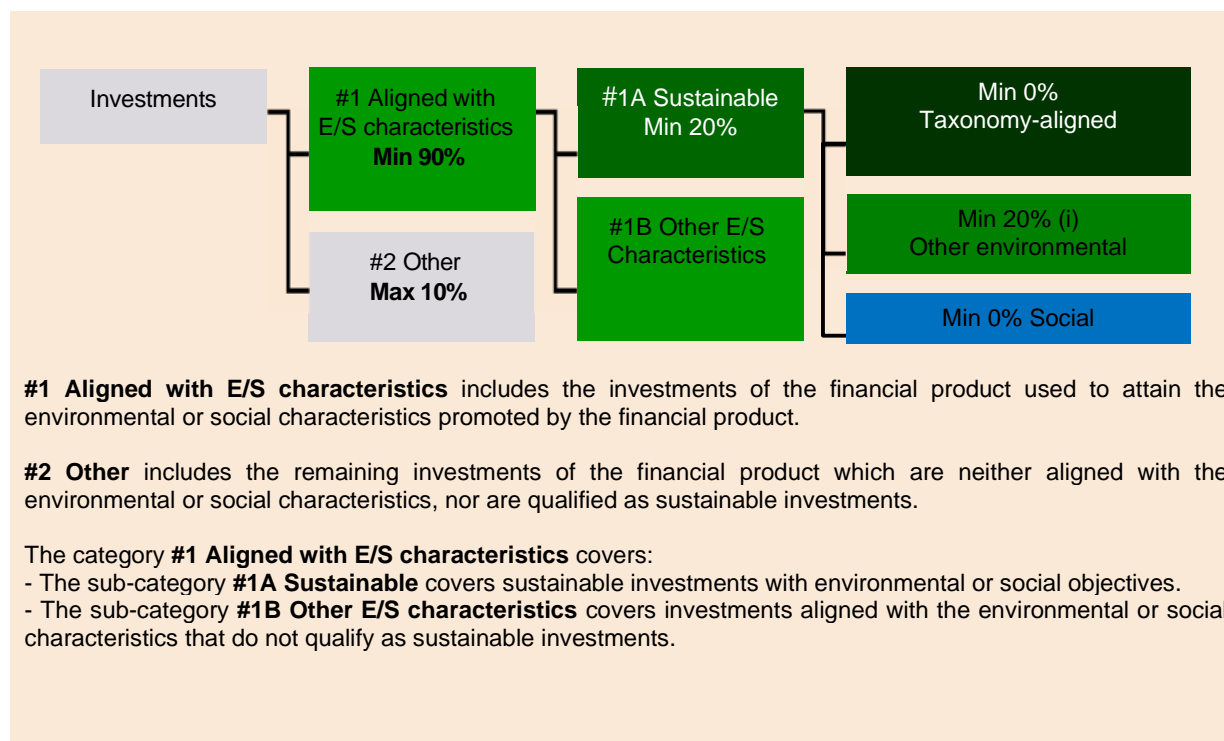 Investments
#1 Aligned with
E/S characteristics
Min 90%
#2 Other
Max 10%
#1A Sustainable
Min 20%
#1B Other E/S
Characteristics
Min 0%
Taxonomy-aligned
Min 20% (i)
Other environmental
Min 0% Social
#1 Aligned with E/S characteristics includes the investments of the financial product used to attain the
environmental or social characteristics promoted by the financial product.
#2 Other includes the remaining investments of the financial product which are neither aligned with the
environmental or social characteristics, nor are qualified as sustainable investments.
The category #1 Aligned with E/S characteristics covers:
- The sub-category #1A Sustainable covers sustainable investments with environmental or social objectives.
- The sub-category #1B Other E/S characteristics covers investments aligned with the environmental or social
characteristics that do not qualify as sustainable investments.